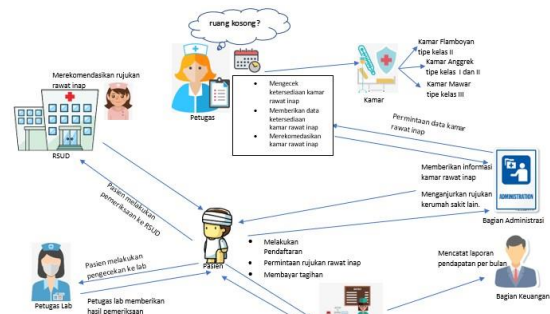 ruang kosong?
Kamar Flamboyan
tipe kelas II
Kamar Anggrek
tipe kelas I dan II
Kamar Mawar
tipe kelas III
Kamar
Merekomendasikan rujukan
rawat inap
RSUD
Petugas
Mengecek
ketersediaan kamar
rawat inap
Memberikan data
ketersediaan
kamar rawat inap
Merekomedasikan
kamar rawat inap
Permintaan data kamar
rawat inap
Memberikan informasi
kamar rawat inap
Menganjurkan rujukan
kerumah sakit lain.
ADMINISTRATION
Bagian Administrasi
Pasien melakukan
pemeriksaan ke RSUD
Pasien
Melakukan
Pendaftaran
Permintaan rujukan rawat inap
Membayar tagihan
Pasien melakukan
pengecekan ke lab
Petugas Lab
Petugas lab memberikan
hasil pemeriksaan
Mencatat laporan
pendapatan per bulan
Bagian Keuangan